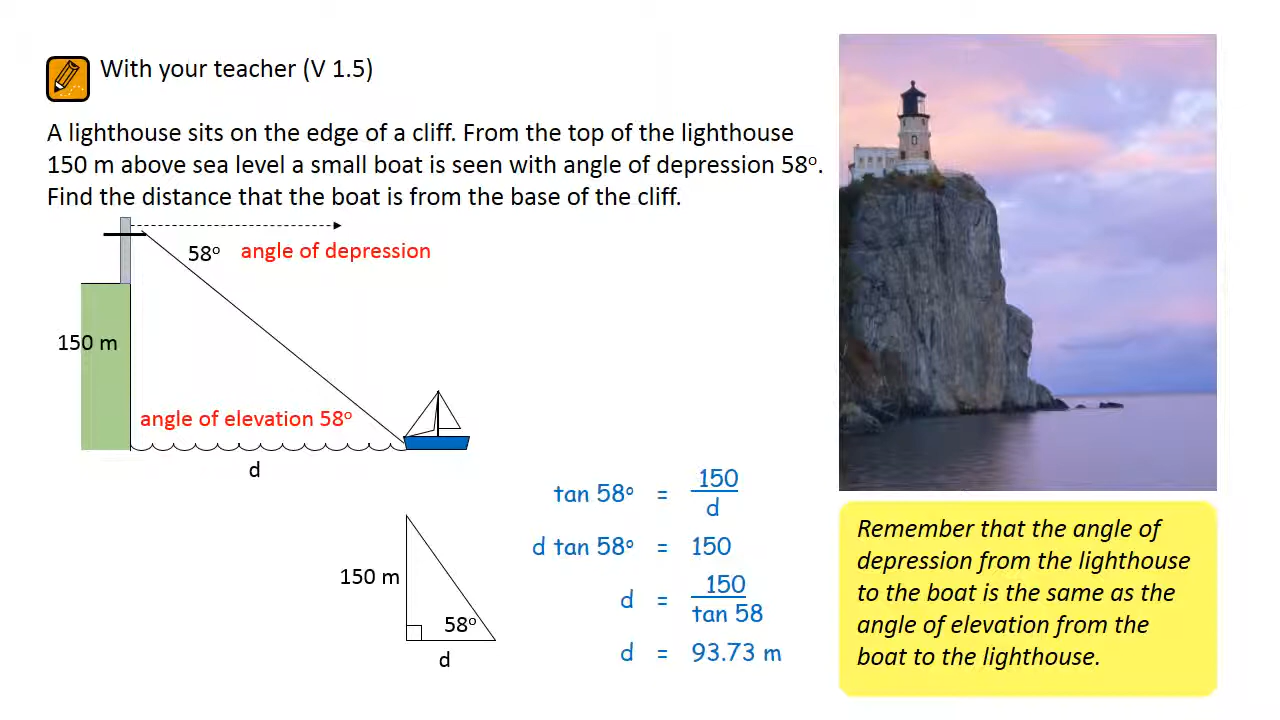 With your teacher (V 1.5)
A lighthouse sits on the edge of a cliff. From the top of the lighthouse
150 m above sea level a small boat is seen with angle of depression 58°.
Find the distance that the boat is from the base of the cliff.
58° angle of depression
150 m
angle of elevation 58°
d
150 m
58°
d
tan 58° = 150
d
d tan 58° = 150
d = 150
tan 58
d = 93.73 m
Remember that the angle of
depression from the lighthouse
to the boat is the same as the
angle of elevation from the
boat to the lighthouse.